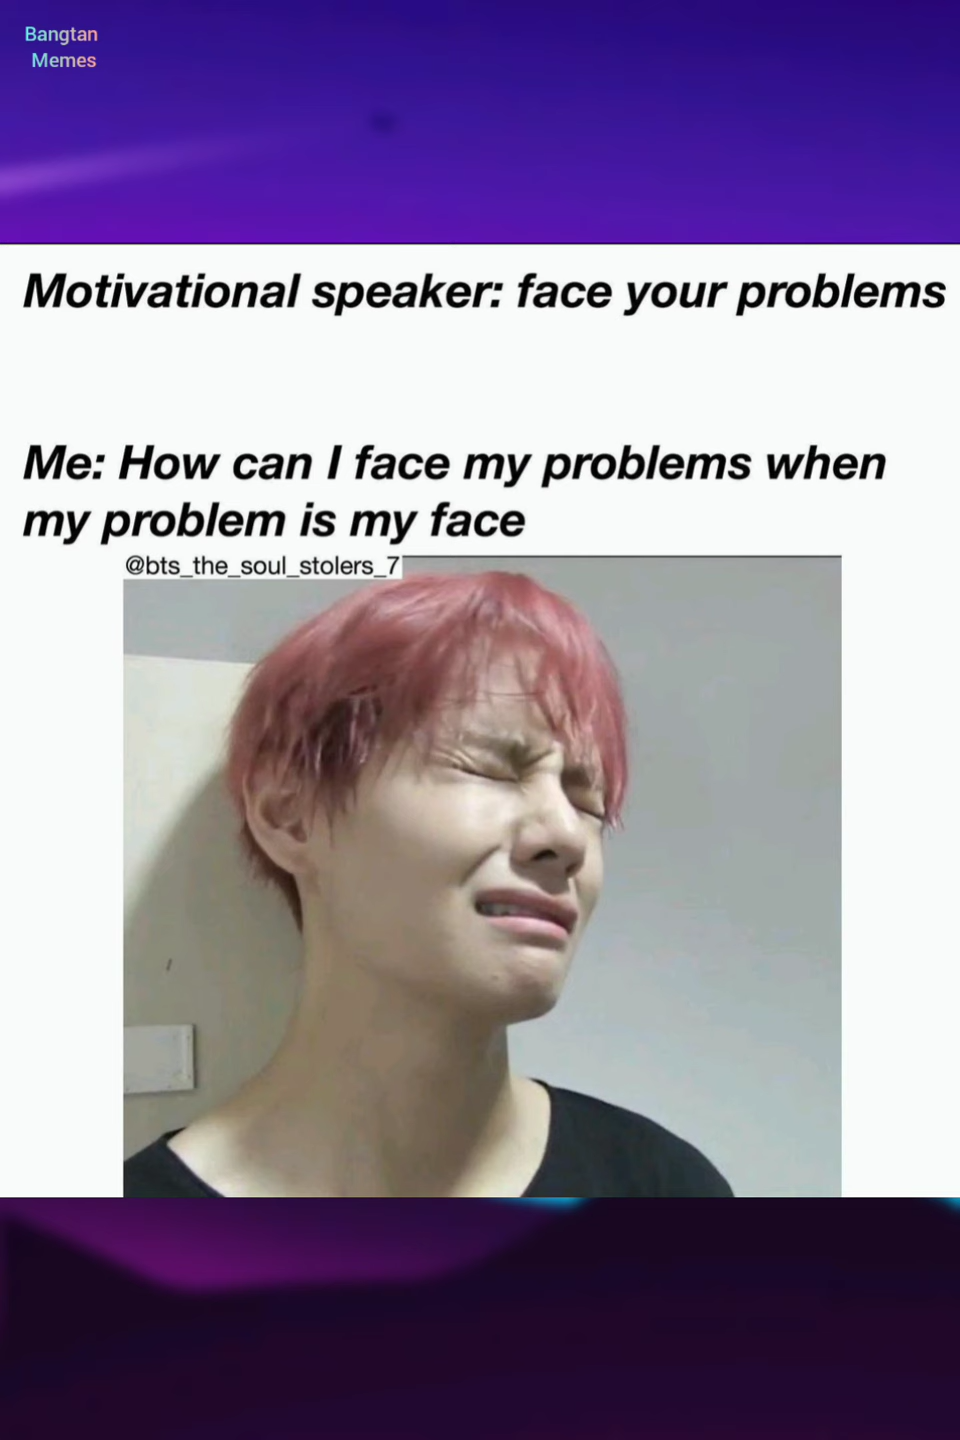 Bangtan
Memes
Motivational speaker: face your problems
Me: How can I face my problems when
my problem is my face
@bts_the_soul_stolers_7